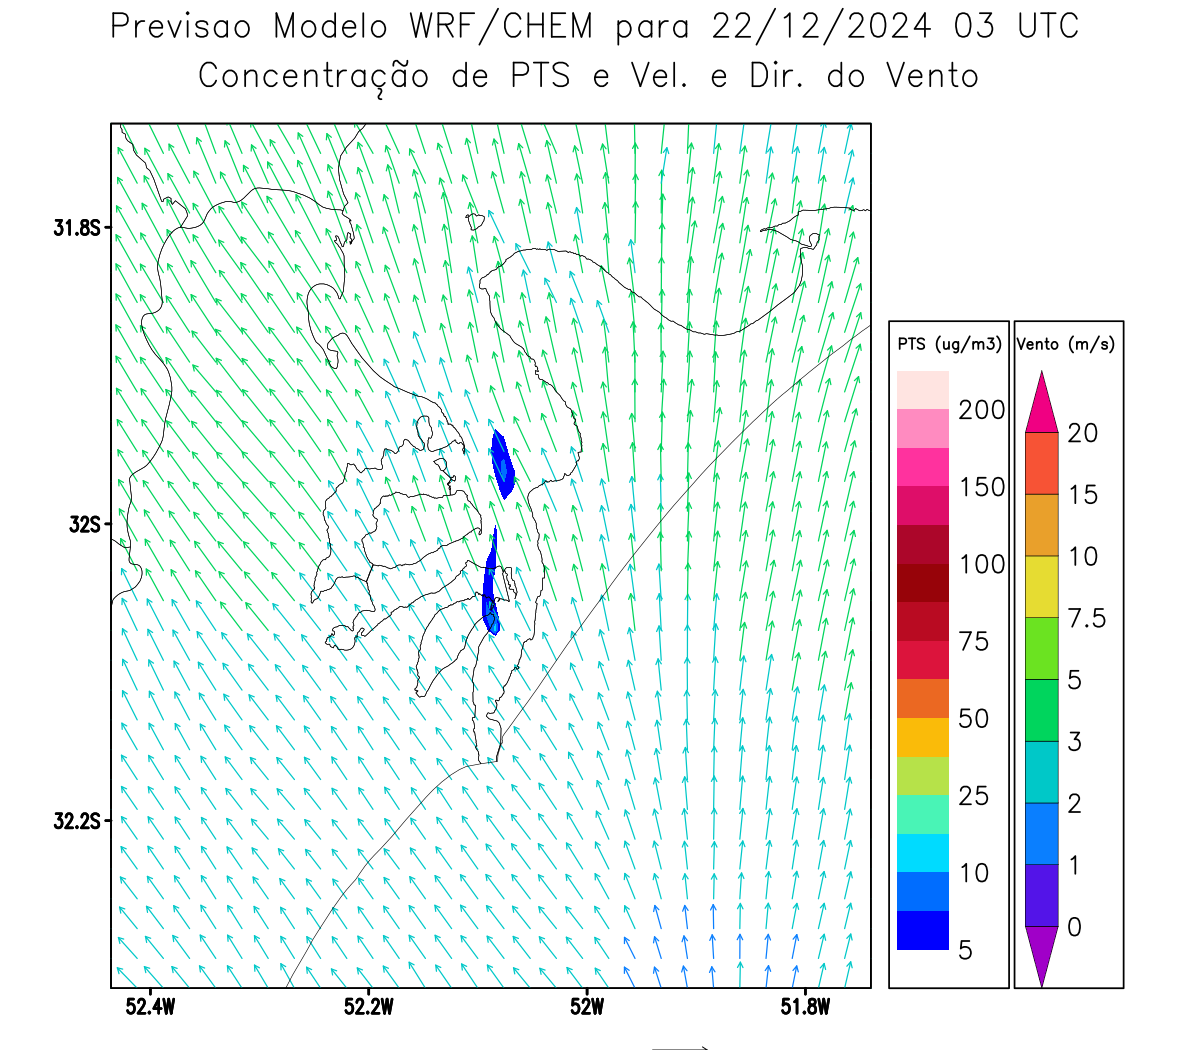 Previsao Modelo WRF/CHEM para 22/12/2024 03 UTC
Concentração de PTS e Vel. e Dir. do Vento
31.8S
32S
32.2S
52.4W
52.2W
52W
51.8W
PTS (ug/m3)
200
150
100
75
50
25
10
5
Vento (m/s)
20
15
10
7.5
5
3
2
1
0